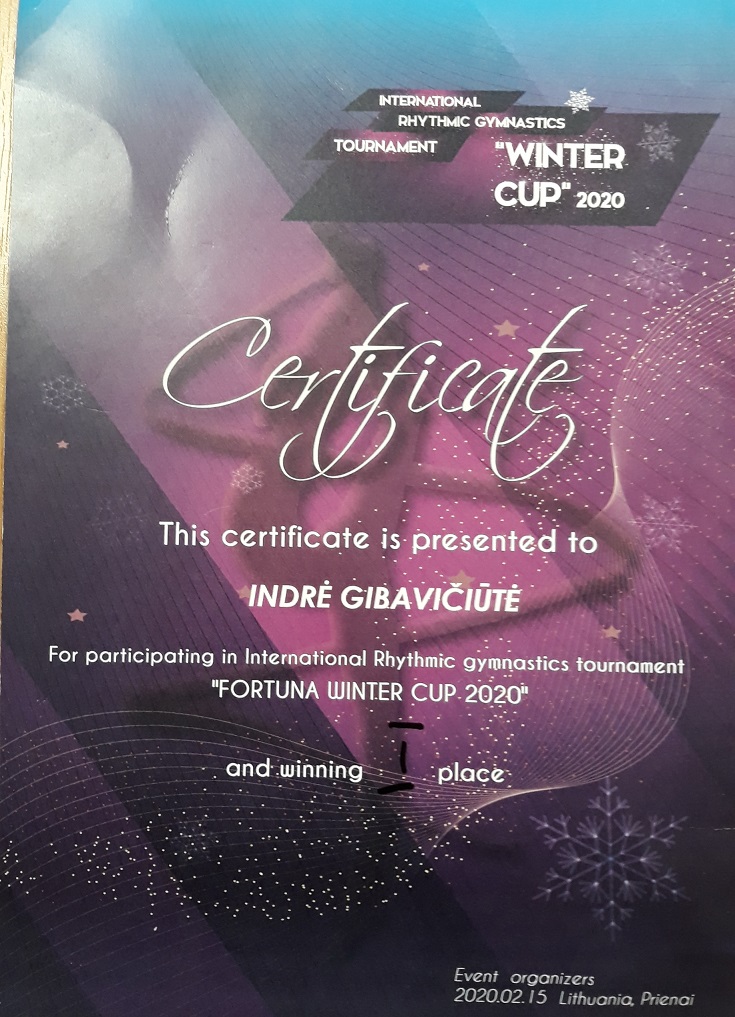 INTERNATIONAL
RHYTHMIC GYMNASTICS
TOURNAMENT "WINTER
CUP" 2020
Certificate
This certificate is presented to
INDRĖ GIBAVIČIŪTĖ
For participating in International Rhythmic gymnastics tournament
"FORTUNA WINTER CUP 2020"
and winning I place
Event organizers
2020.02.15 Lithuania, Prienai